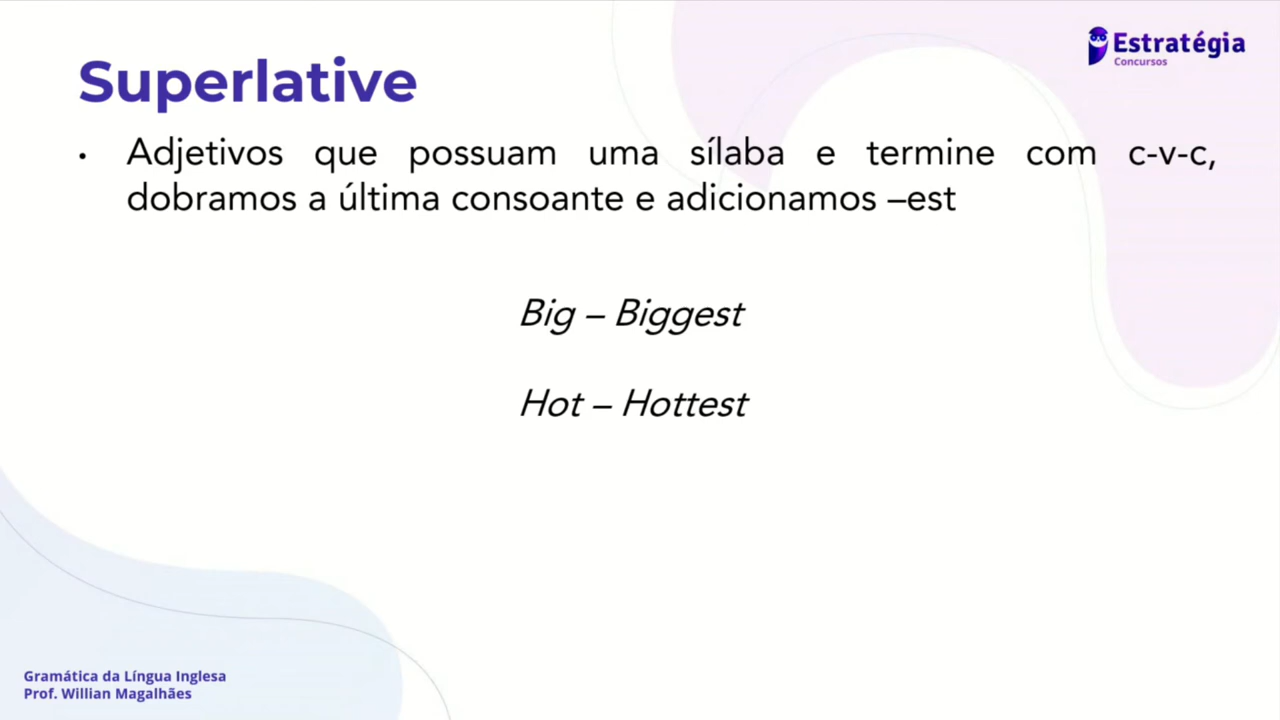 Estratégia
Concursos
Superlative
• Adjetivos que possuam uma sílaba e termine com c-v-c,
dobramos a última consoante e adicionamos –est
Big – Biggest
Hot – Hottest
Gramática da Língua Inglesa
Prof. Willian Magalhães